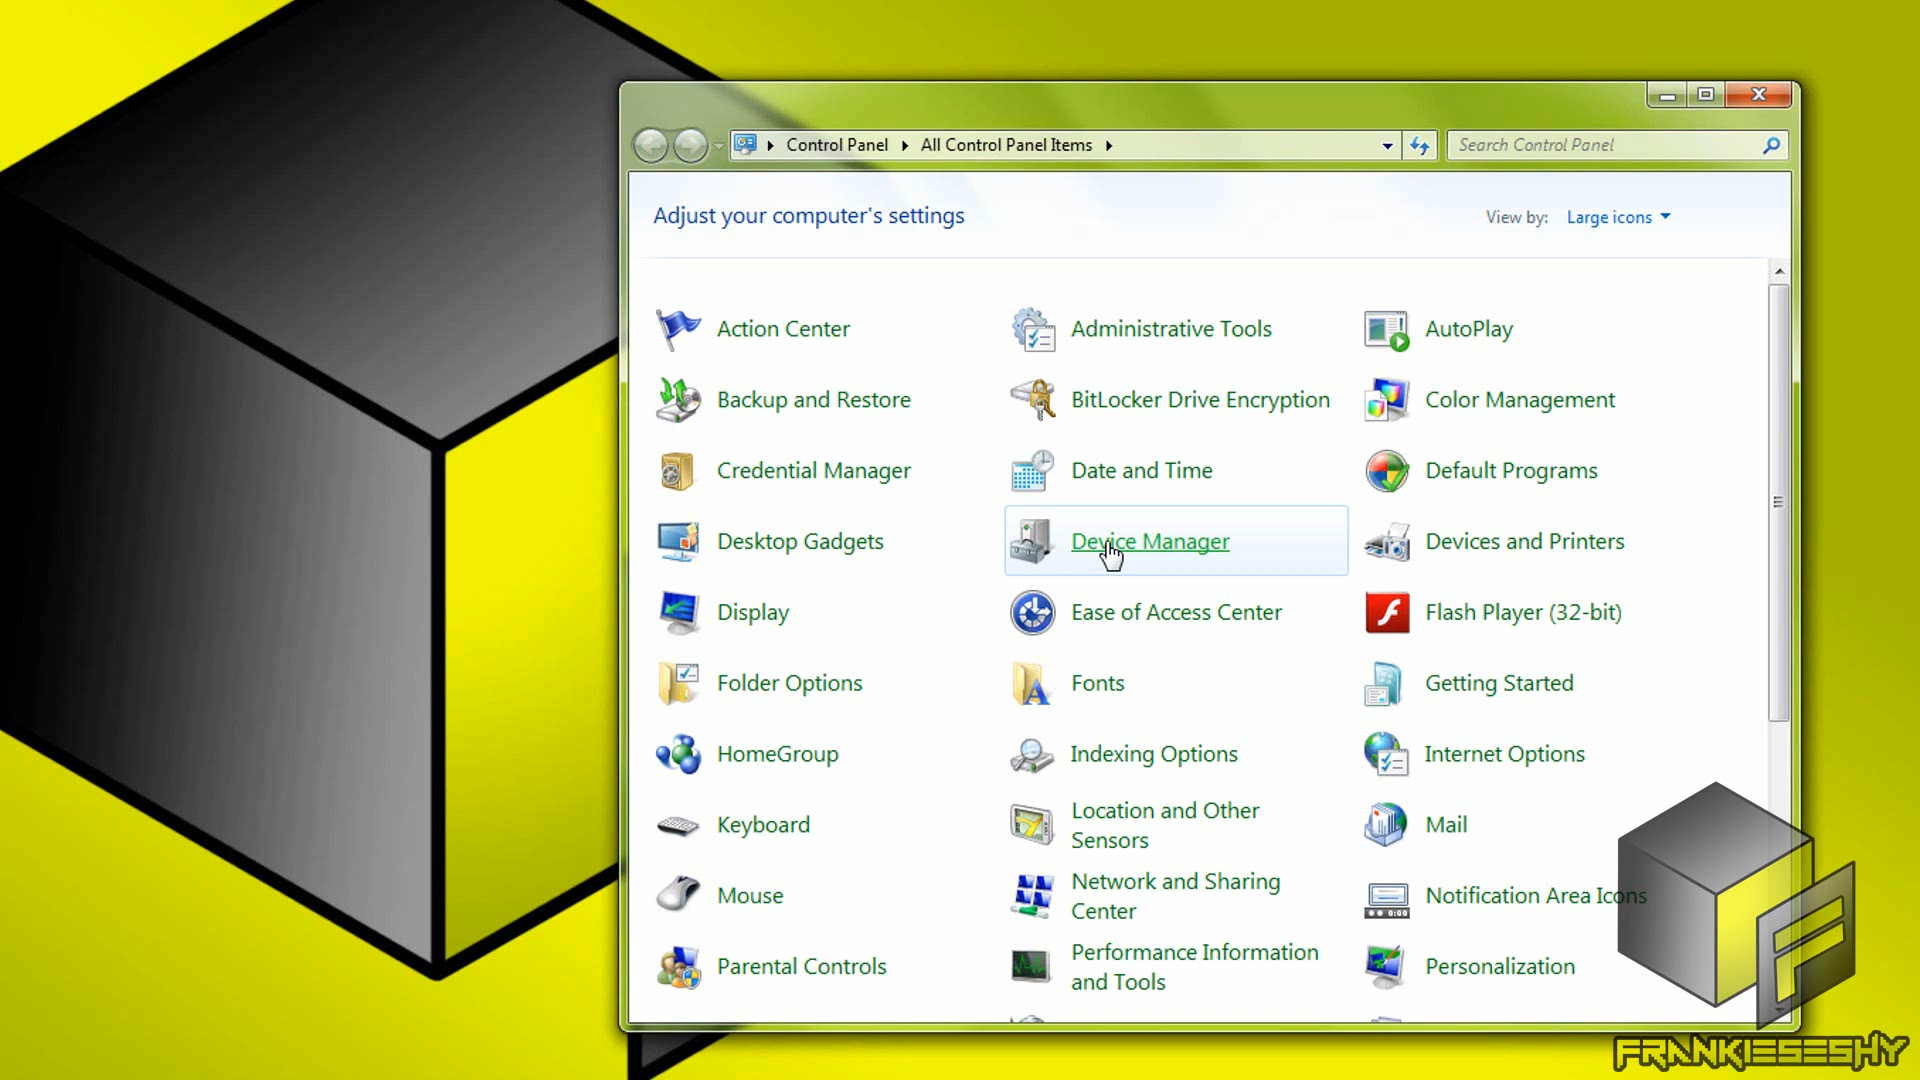 Control Panel All Control Panel Items Search Control Panel
Adjust your computer's settings View by: Large icons
Action Center Administrative Tools AutoPlay
Backup and Restore BitLocker Drive Encryption Color Management
Credential Manager Date and Time Default Programs
Desktop Gadgets Device Manager Devices and Printers
Display Ease of Access Center Flash Player (32-bit)
Folder Options Fonts Getting Started
HomeGroup Indexing Options Internet Options
Keyboard Location and Other
Sensors Mail
Mouse Network and Sharing
Center Notification Area Icons
Parental Controls Performance Information
and Tools Personalization
F
FRANKIESESHY